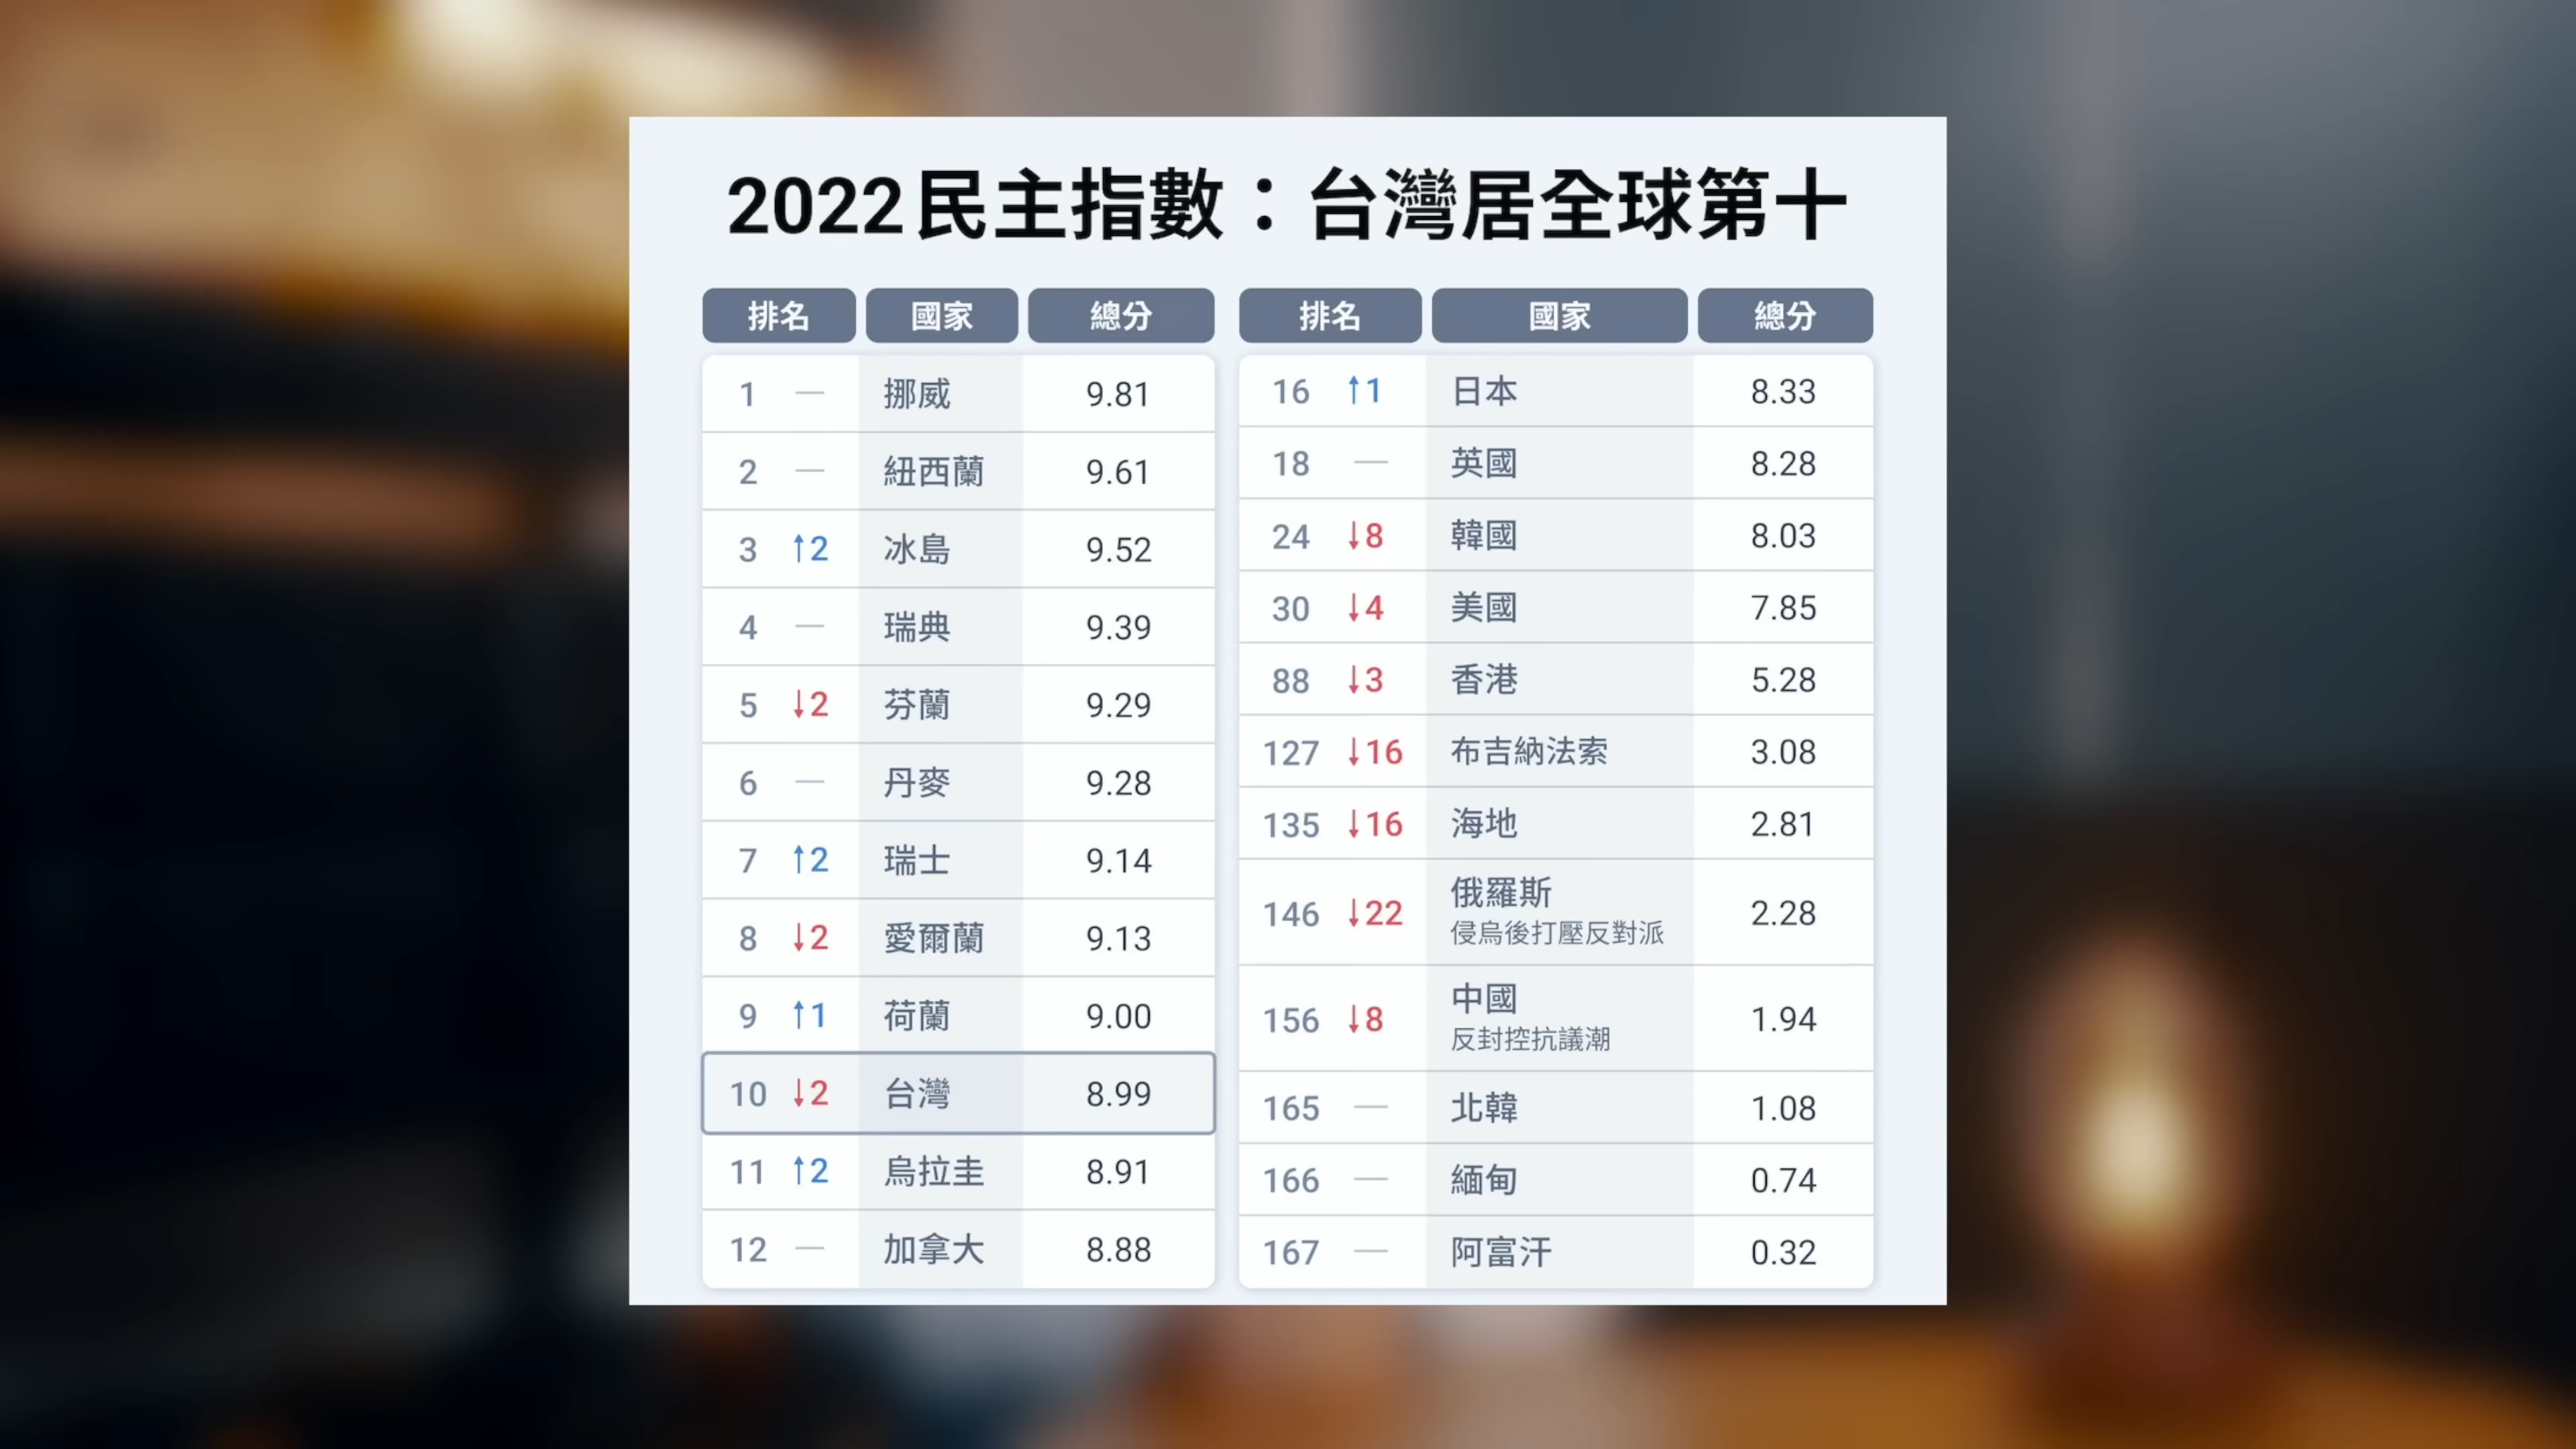 2022民主指數：台灣居全球第十
排名 國家 總分
1 — 挪威 9.81
2 — 紐西蘭 9.61
3 ↑2 冰島 9.52
4 — 瑞典 9.39
5 ↓2 芬蘭 9.29
6 — 丹麥 9.28
7 ↑2 瑞士 9.14
8 ↓2 愛爾蘭 9.13
9 ↑1 荷蘭 9.00
10 ↓2 台灣 8.99
11 ↑2 烏拉圭 8.91
12 — 加拿大 8.88
排名 國家 總分
16 ↑1 日本 8.33
18 — 英國 8.28
24 ↓8 韓國 8.03
30 ↓4 美國 7.85
88 ↓3 香港 5.28
127 ↓16 布吉納法索 3.08
135 ↓16 海地 2.81
146 ↓22 俄羅斯 2.28
侵烏後打壓反對派
156 ↓8 中國 1.94
反封控抗議潮
165 — 北韓 1.08
166 — 緬甸 0.74
167 — 阿富汗 0.32